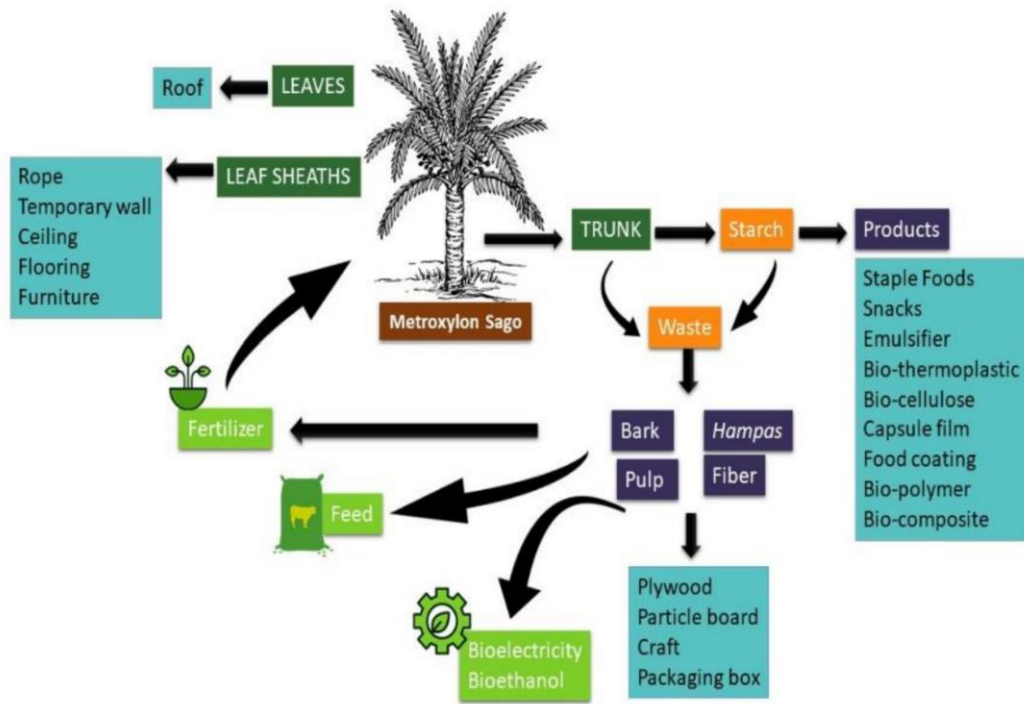 Roof
LEAVES
Rope
Temporary wall
Ceiling
Flooring
Furniture
LEAF SHEATHS
Metroxylon Sago
TRUNK
Starch
Products
Staple Foods
Snacks
Emulsifier
Bio-thermoplastic
Bio-cellulose
Capsule film
Food coating
Bio-polymer
Bio-composite
Waste
Bark
Hampas
Pulp
Fiber
Fertilizer
Feed
Bioelectricity
Bioethanol
Plywood
Particle board
Craft
Packaging box